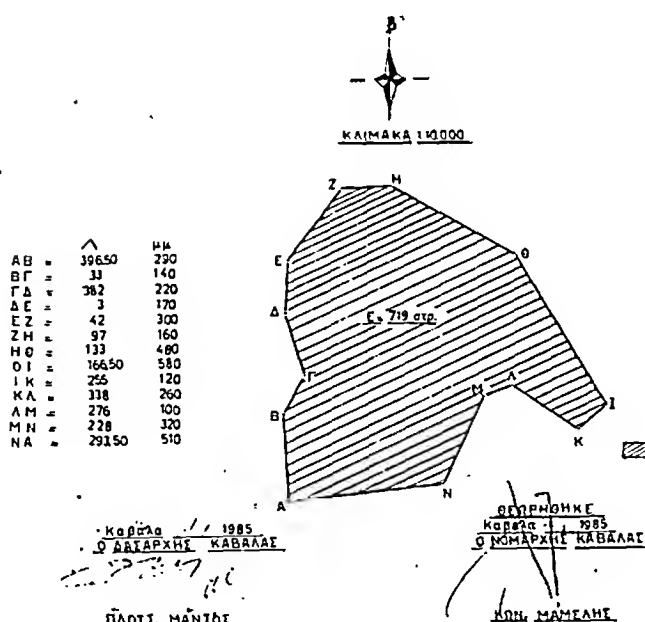 Β
ΚΛΙΜΑΚΑ 1:10.000
Ζ Η
Ε Θ
Δ
Ε= 719 στρ.
Γ
Μ Λ
Β Ι
Κ
Α Ν
Λ μμ
ΑΒ = 396.50 290
ΒΓ = 33 140
ΓΔ = 382 220
ΔΕ = 3 170
ΕΖ = 42 300
ΖΗ = 97 160
ΗΘ = 133 480
ΘΙ = 166.50 580
ΙΚ = 255 120
ΚΛ = 338 260
ΛΜ = 276 100
ΜΝ = 228 320
ΝΑ = 293.50 510
Καβάλα / / 1985
Ο ΔΑΣΑΡΧΗΣ ΚΑΒΑΛΑΣ
ΜΑΝΤΟΣ
ΘΕΩΡΗΘΗΚΕ
Καβάλα 1985
Ο ΝΟΜΑΡΧΗΣ ΚΑΒΑΛΑΣ
ΚΩΝ. ΜΑΜΕΛΗΣ